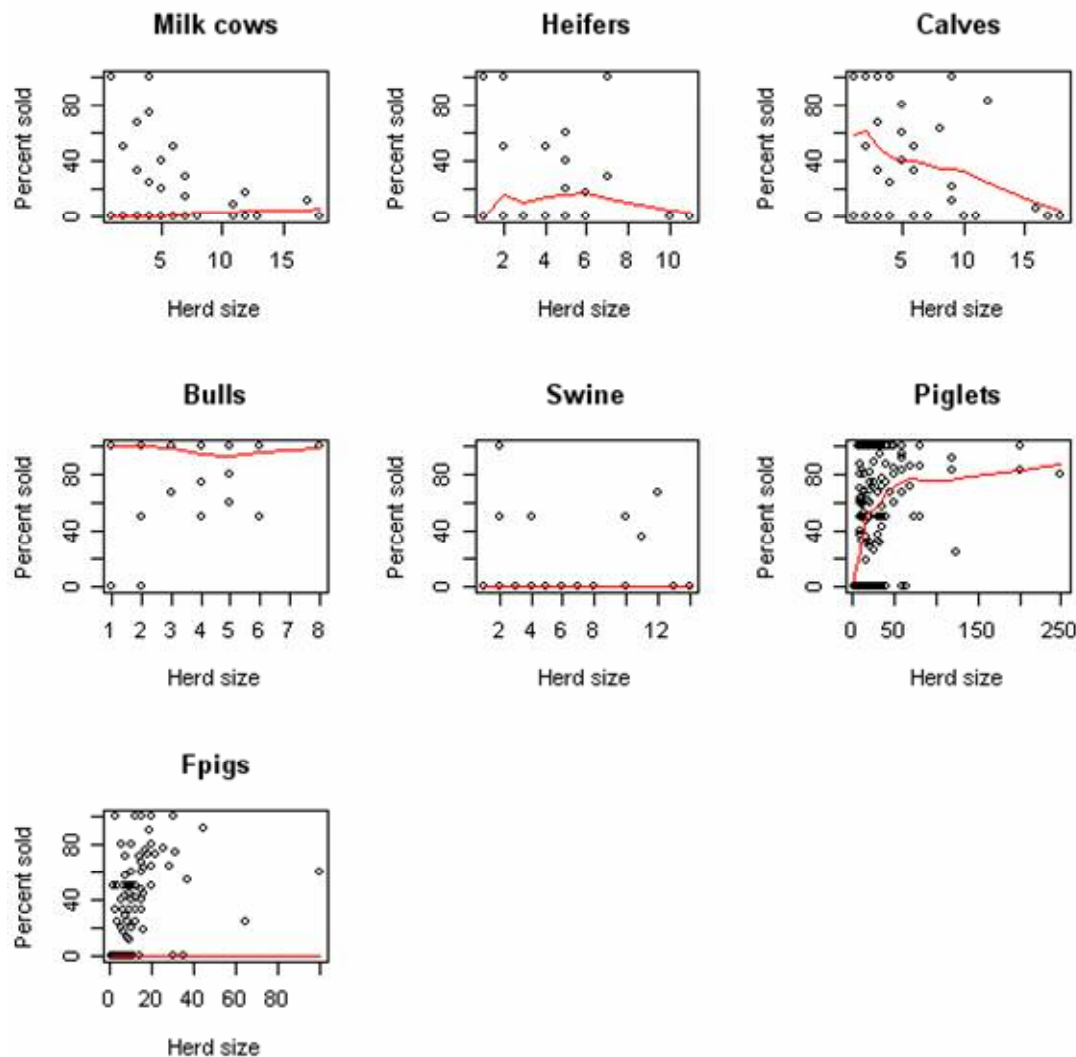 Milk cows
Percent sold
0 40 80
5 10 15
Herd size
Heifers
Percent sold
0 40 80
2 4 6 8 10
Herd size
Calves
Percent sold
0 40 80
5 10 15
Herd size
Bulls
Percent sold
0 40 80
1 2 3 4 5 6 7 8
Herd size
Swine
Percent sold
0 40 80
2 4 6 8 12
Herd size
Piglets
Percent sold
0 40 80
0 50 150 250
Herd size
Fpigs
Percent sold
0 40 80
0 20 40 60 80
Herd size